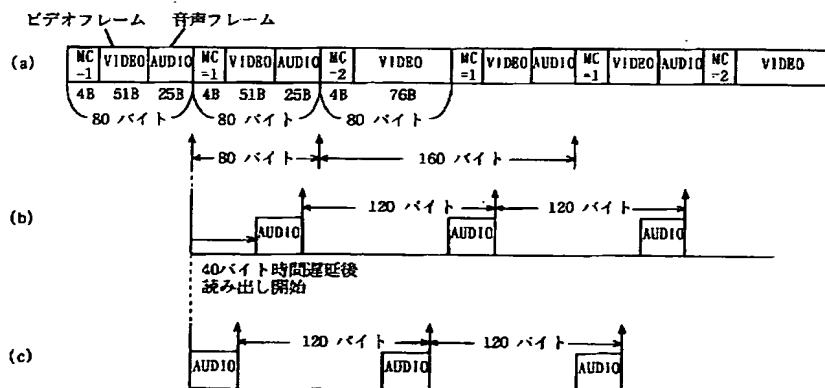 ビデオフレーム 音声フレーム
(a) MC-1 VIDEO AUDIO MC=1 VIDEO AUDIO MC-2 VIDEO MC=1 VIDEO AUDIO MC=1 VIDEO AUDIO MC=2 VIDEO
4B 51B 25B 4B 51B 25B 4B 76B
80 バイト 80 バイト 80 バイト
80 バイト 160 バイト
(b) 120 バイト 120 バイト
AUDIO AUDIO AUDIO
40バイト時間遅延後
読み出し開始
(c) 120 バイト 120 バイト
AUDIO AUDIO AUDIO